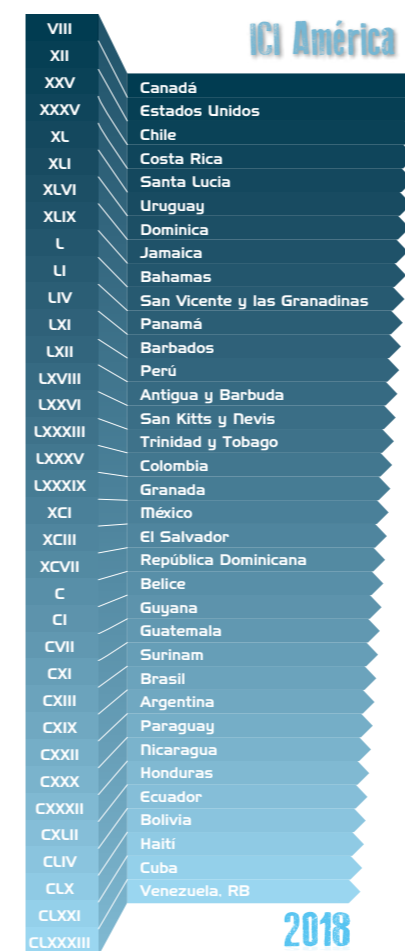 ICI América
VIII Canadá
XII Estados Unidos
XXV Chile
XXXV Costa Rica
XL Santa Lucia
XLI Uruguay
XLVI Dominica
XLIX Jamaica
L Bahamas
LI San Vicente y las Granadinas
LIV Panamá
LXI Barbados
LXII Perú
LXVIII Antigua y Barbuda
LXXVI San Kitts y Nevis
LXXXIII Trinidad y Tobago
LXXXV Colombia
LXXXIX Granada
XCI México
XCIII El Salvador
XCVII República Dominicana
C Belice
CI Guyana
CVII Guatemala
CXI Surinam
CXIII Brasil
CXIX Argentina
CXXII Paraguay
CXXX Nicaragua
CXXXII Honduras
CXLII Ecuador
CLIV Bolivia
CLX Haití
CLXXI Cuba
CLXXXIII Venezuela, RB
2018